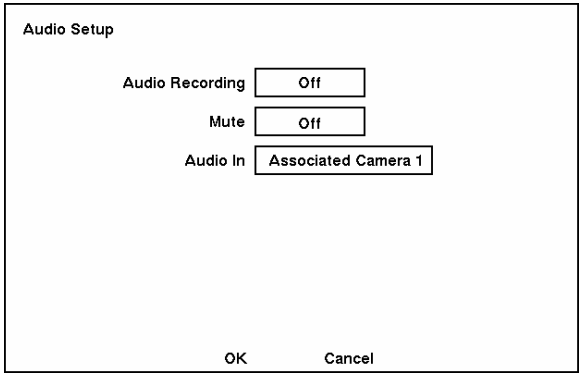 Audio Setup
Audio Recording Off
Mute Off
Audio In Associated Camera 1
OK Cancel